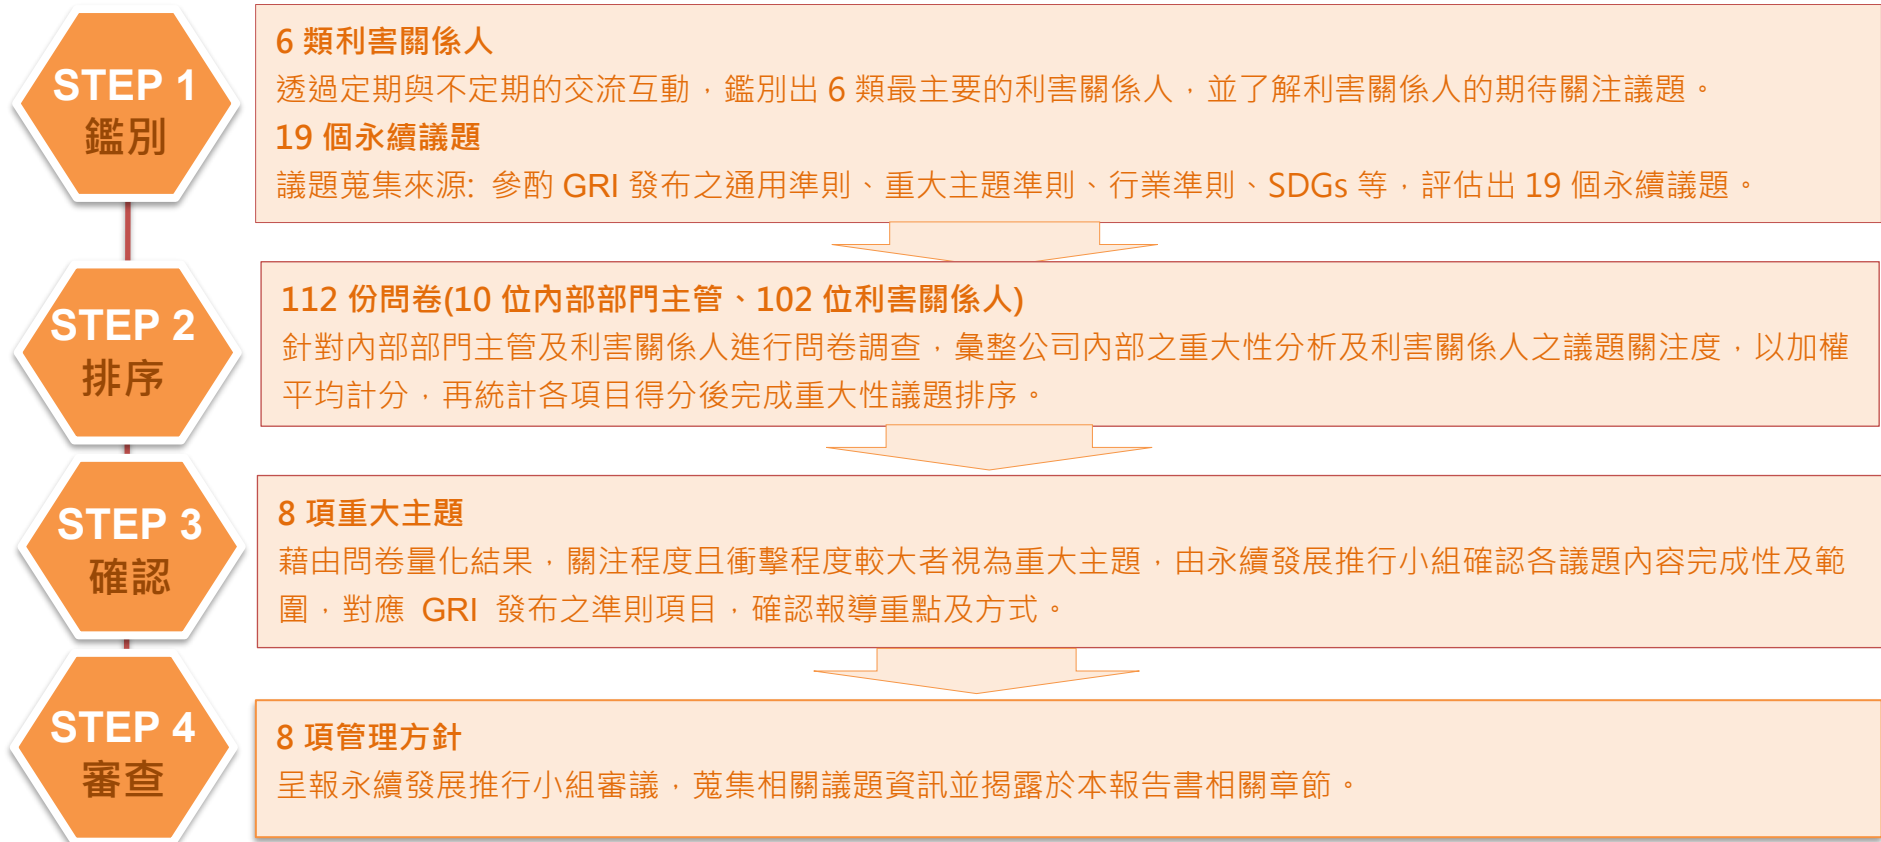 STEP 1
鑑別
6 類利害關係人
透過定期與不定期的交流互動，鑑別出 6 類最主要的利害關係人，並了解利害關係人的期待關注議題。
19 個永續議題
議題蒐集來源: 參酌 GRI 發布之通用準則、重大主題準則、行業準則、SDGs 等，評估出 19 個永續議題。
STEP 2
排序
112 份問卷(10 位內部部門主管、102 位利害關係人)
針對內部部門主管及利害關係人進行問卷調查，彙整公司內部之重大性分析及利害關係人之議題關注度，以加權
平均計分，再統計各項目得分後完成重大性議題排序。
STEP 3
確認
8 項重大主題
藉由問卷量化結果，關注程度且衝擊程度較大者視為重大主題，由永續發展推行小組確認各議題內容完成性及範
圍，對應 GRI 發布之準則項目，確認報導重點及方式。
STEP 4
審查
8 項管理方針
呈報永續發展推行小組審議，蒐集相關議題資訊並揭露於本報告書相關章節。